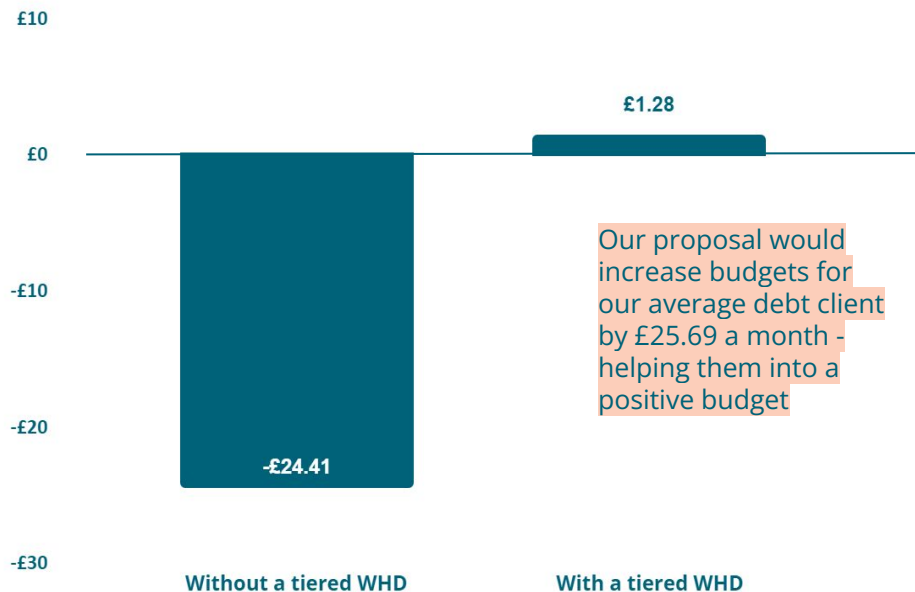 £10
£1.28
£0
Our proposal would
increase budgets for
our average debt client
by £25.69 a month -
helping them into a
positive budget
-£10
-£20
-£24.41
-£30
Without a tiered WHD
With a tiered WHD